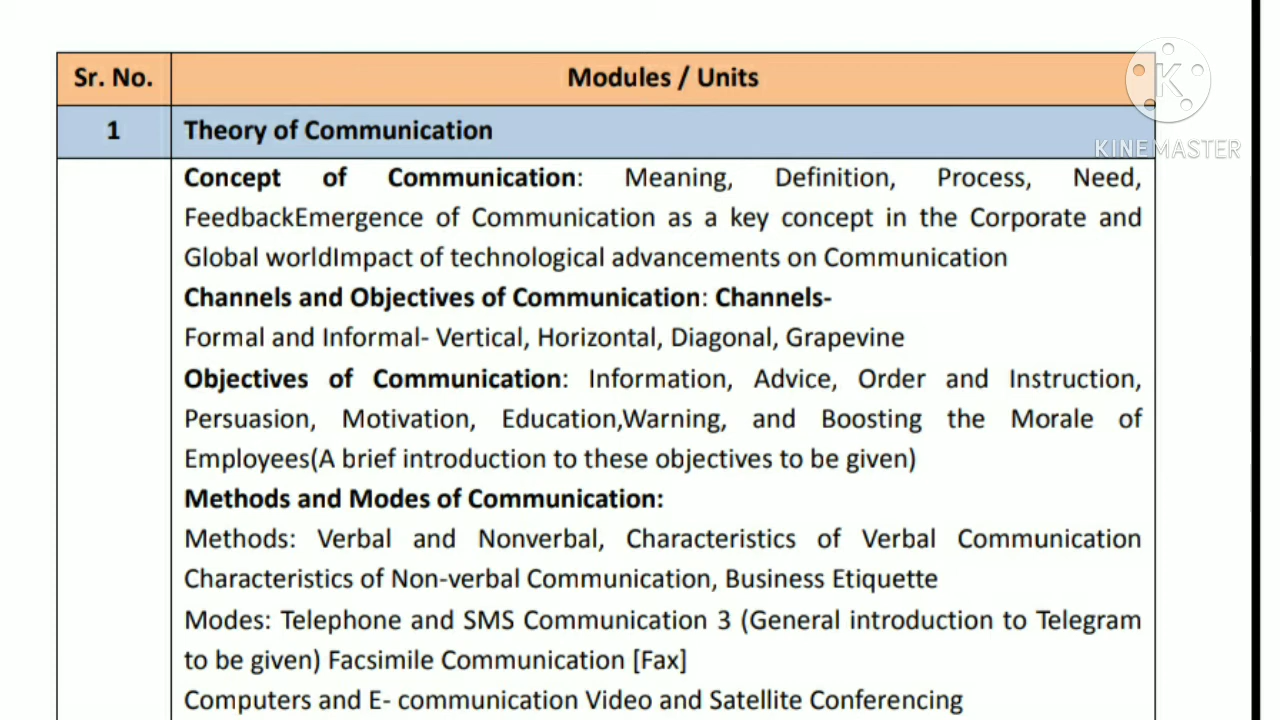 Sr. No. Modules / Units
1 Theory of Communication
Concept of Communication: Meaning, Definition, Process, Need,
FeedbackEmergence of Communication as a key concept in the Corporate and
Global worldImpact of technological advancements on Communication
Channels and Objectives of Communication: Channels-
Formal and Informal- Vertical, Horizontal, Diagonal, Grapevine
Objectives of Communication: Information, Advice, Order and Instruction,
Persuasion, Motivation, Education,Warning, and Boosting the Morale of
Employees(A brief introduction to these objectives to be given)
Methods and Modes of Communication:
Methods: Verbal and Nonverbal, Characteristics of Verbal Communication
Characteristics of Non-verbal Communication, Business Etiquette
Modes: Telephone and SMS Communication 3 (General introduction to Telegram
to be given) Facsimile Communication [Fax]
Computers and E- communication Video and Satellite Conferencing
K
KINEMASTER